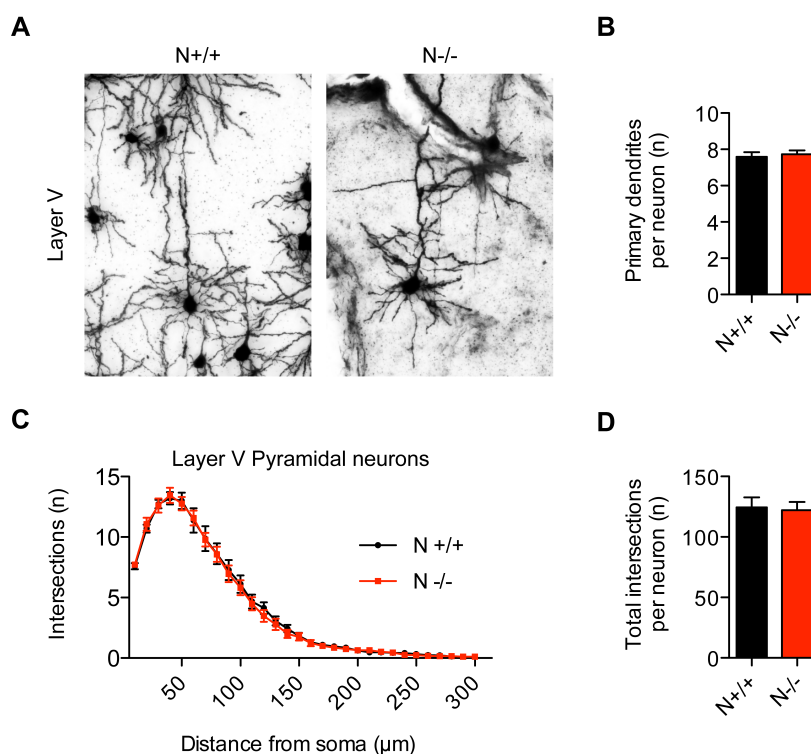 A
N+/+
N-/-
Layer V
B
Primary dendrites
per neuron (n)
10
8
6
4
2
0
N+/+
N-/-
C
Layer V Pyramidal neurons
Intersections (n)
15
10
5
0
N +/+
N -/-
50
100
150
200
250
300
Distance from soma (µm)
D
Total intersections
per neuron (n)
150
100
50
0
N+/+
N-/-